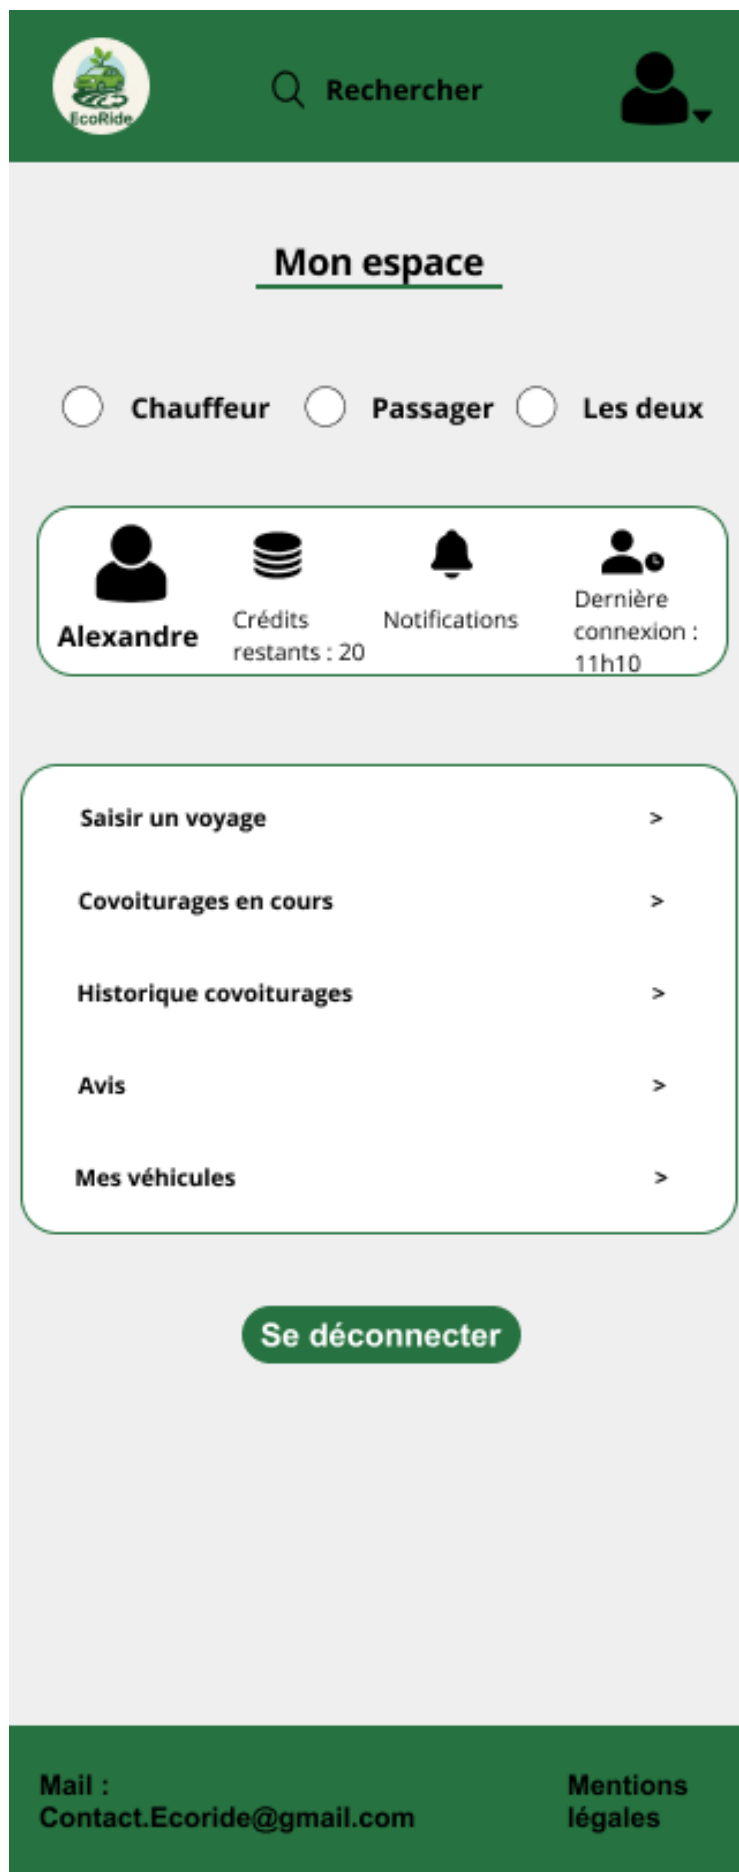 EcoRide
Rechercher
Mon espace
Chauffeur
Passager
Les deux
Alexandre
Crédits
restants : 20
Notifications
Dernière
connexion :
11h10
Saisir un voyage >
Covoiturages en cours >
Historique covoiturages >
Avis >
Mes véhicules >
Se déconnecter
Mail :
Contact.Ecoride@gmail.com
Mentions
légales